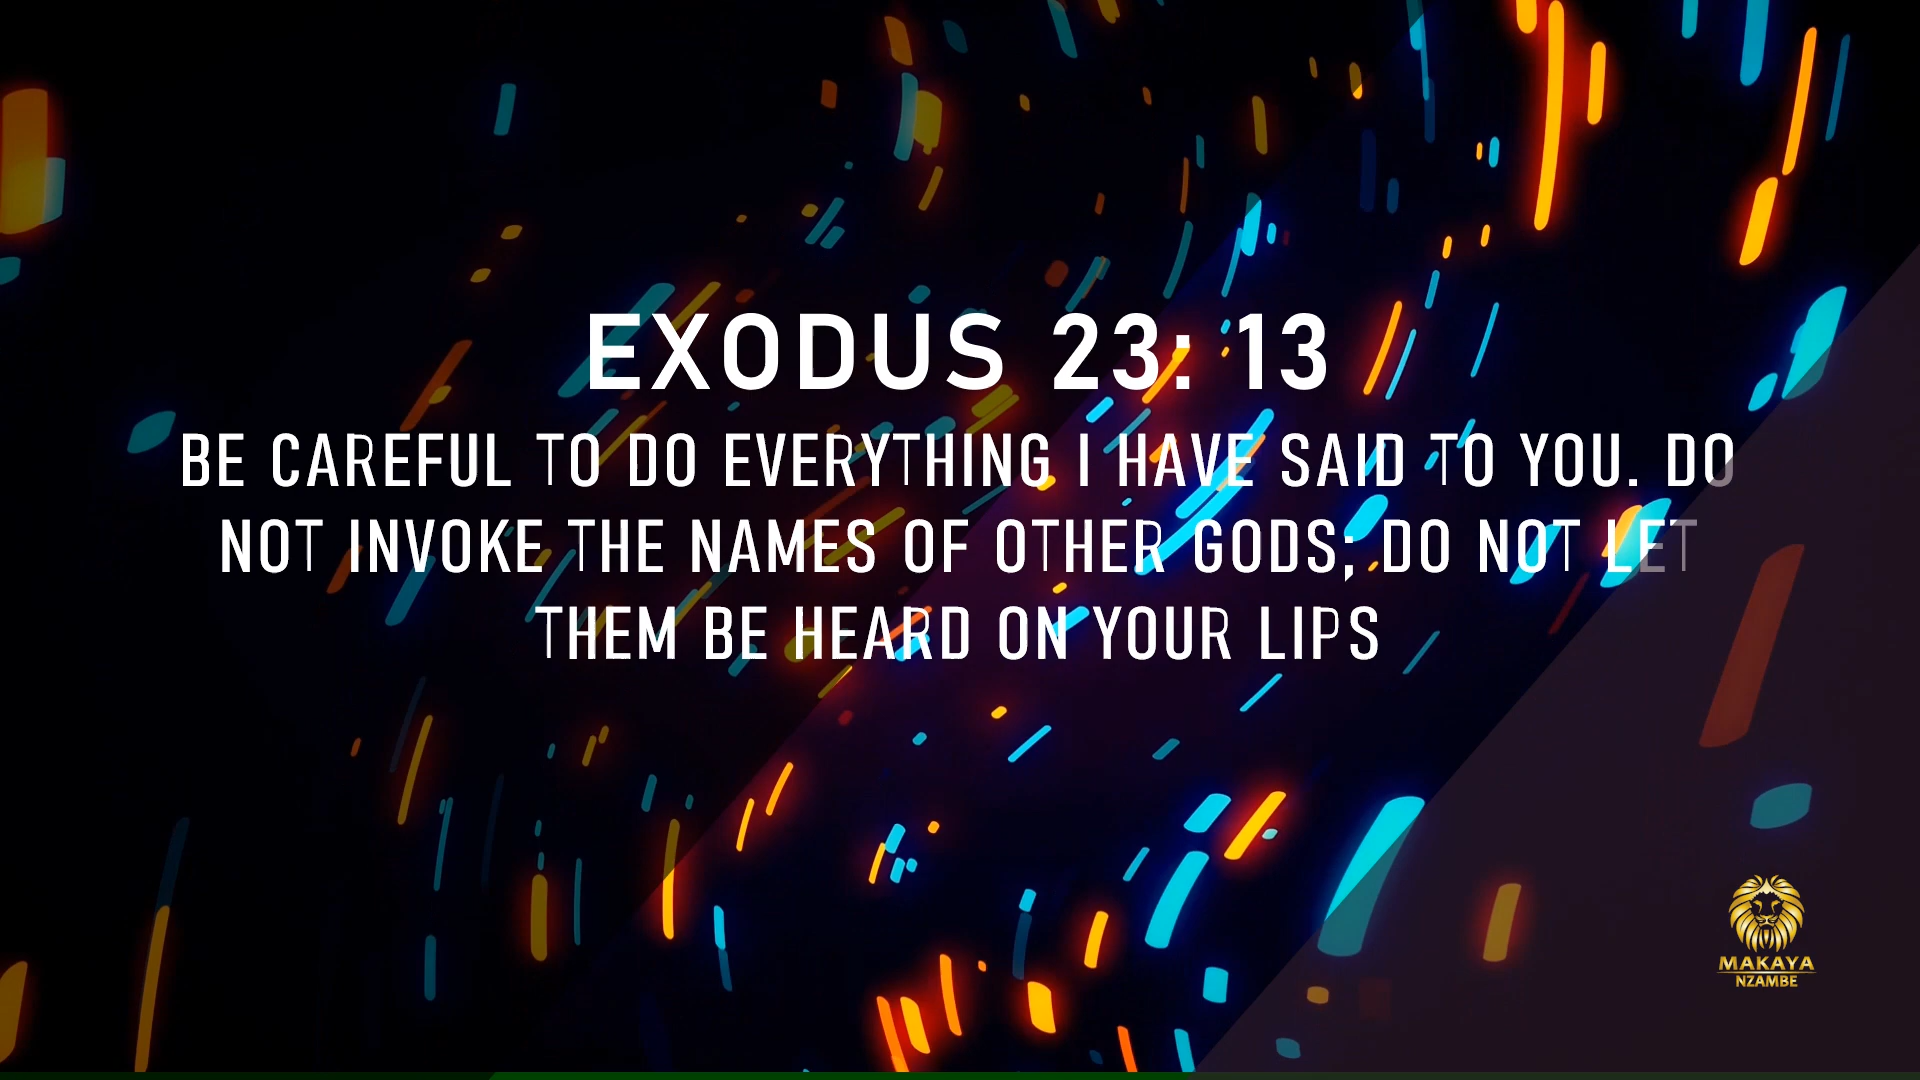 EXODUS 23: 13
BE CAREFUL TO DO EVERYTHING I HAVE SAID TO YOU. DO
NOT INVOKE THE NAMES OF OTHER GODS; DO NOT LET
THEM BE HEARD ON YOUR LIPS
MAKAYA
NZAMBE